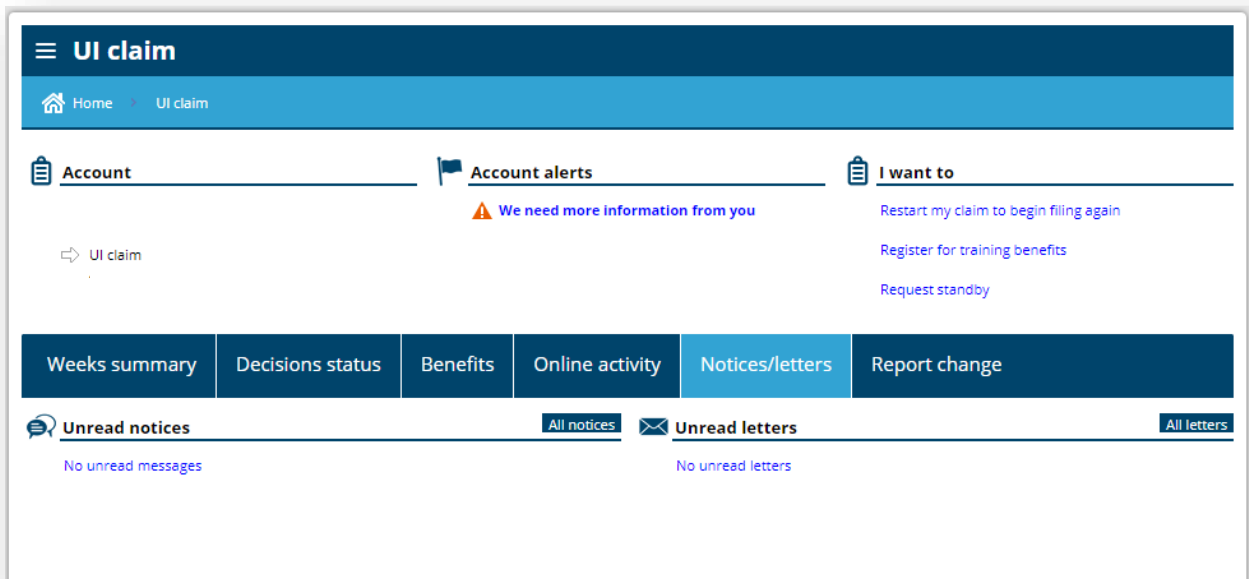 UI claim
Home UI claim
Account
UI claim
Account alerts
We need more information from you
I want to
Restart my claim to begin filing again
Register for training benefits
Request standby
Weeks summary Decisions status Benefits Online activity Notices/letters Report change
Unread notices All notices
No unread messages
Unread letters All letters
No unread letters